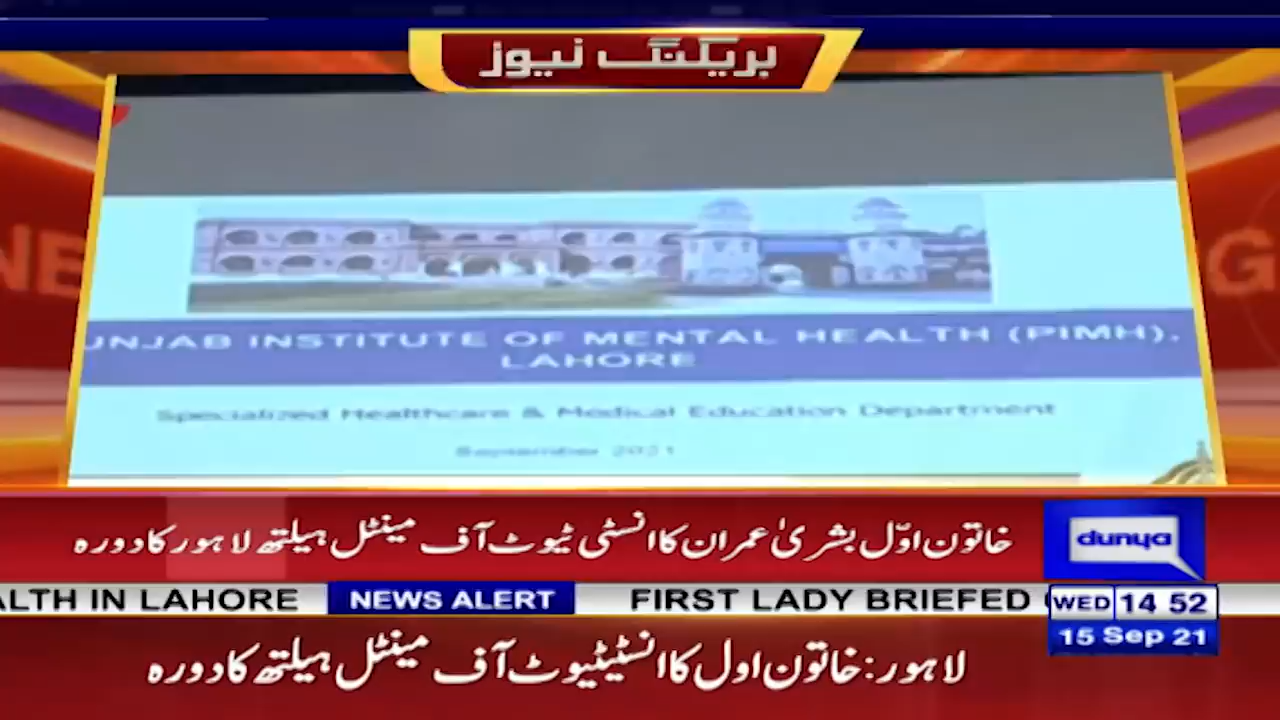 بریکنگ نیوز
UNJAB INSTITUTE OF MENTAL HEALTH (PIMH),
LAHORE
Specialized Healthcare & Medical Education Department
September 2021
خاتون اوّل بشریٰ عمران کا انسٹی ٹیوٹ آف مینٹل ہیلتھ لاہور کا دورہ
dunya
ALTH IN LAHORE NEWS ALERT FIRST LADY BRIEFED
WED 14 52
15 Sep 21
لاہور: خاتون اول کا انسٹیٹیوٹ آف مینٹل ہیلتھ کا دورہ